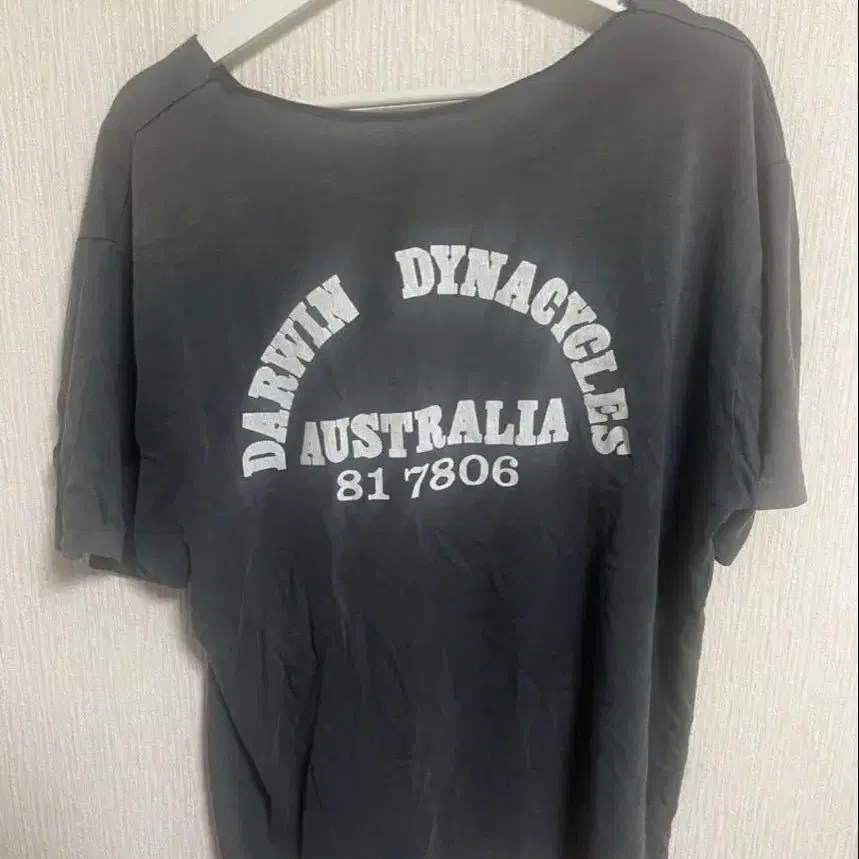 DARWIN DYNACYCLES
AUSTRALIA
81 7806